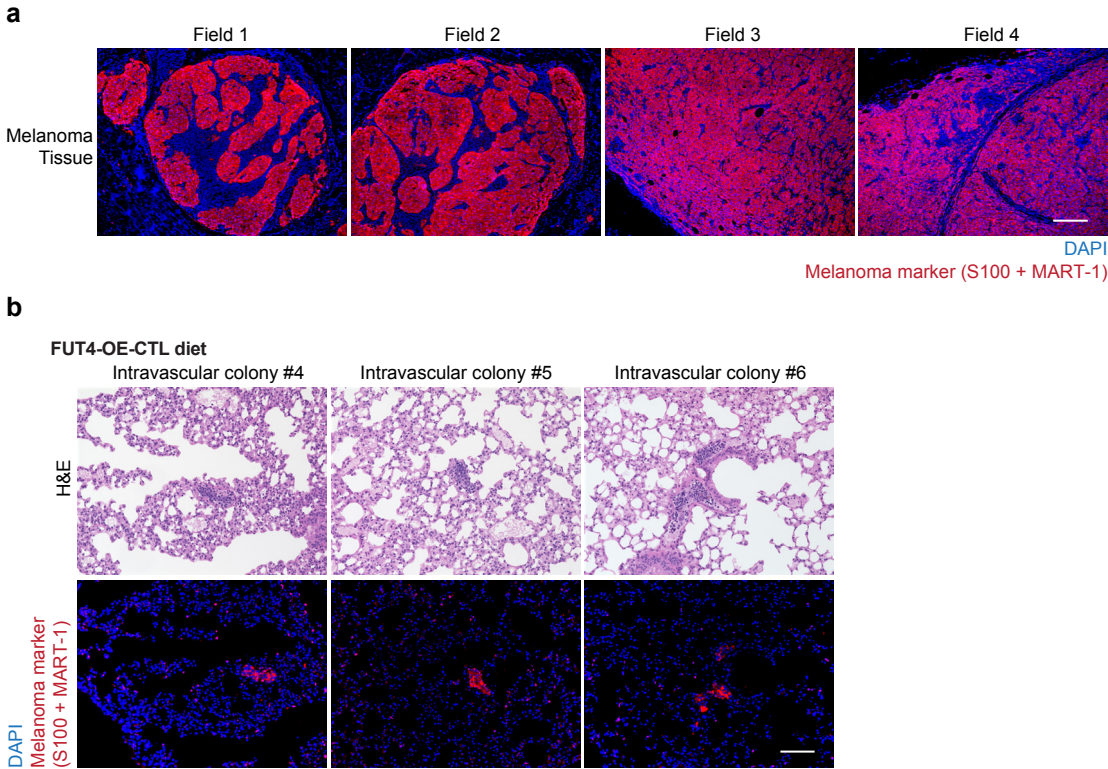 a
Field 1
Field 2
Field 3
Field 4
Melanoma
Tissue
DAPI
Melanoma marker (S100 + MART-1)
b
FUT4-OE-CTL diet
Intravascular colony #4
Intravascular colony #5
Intravascular colony #6
H&E
DAPI
Melanoma marker
(S100 + MART-1)